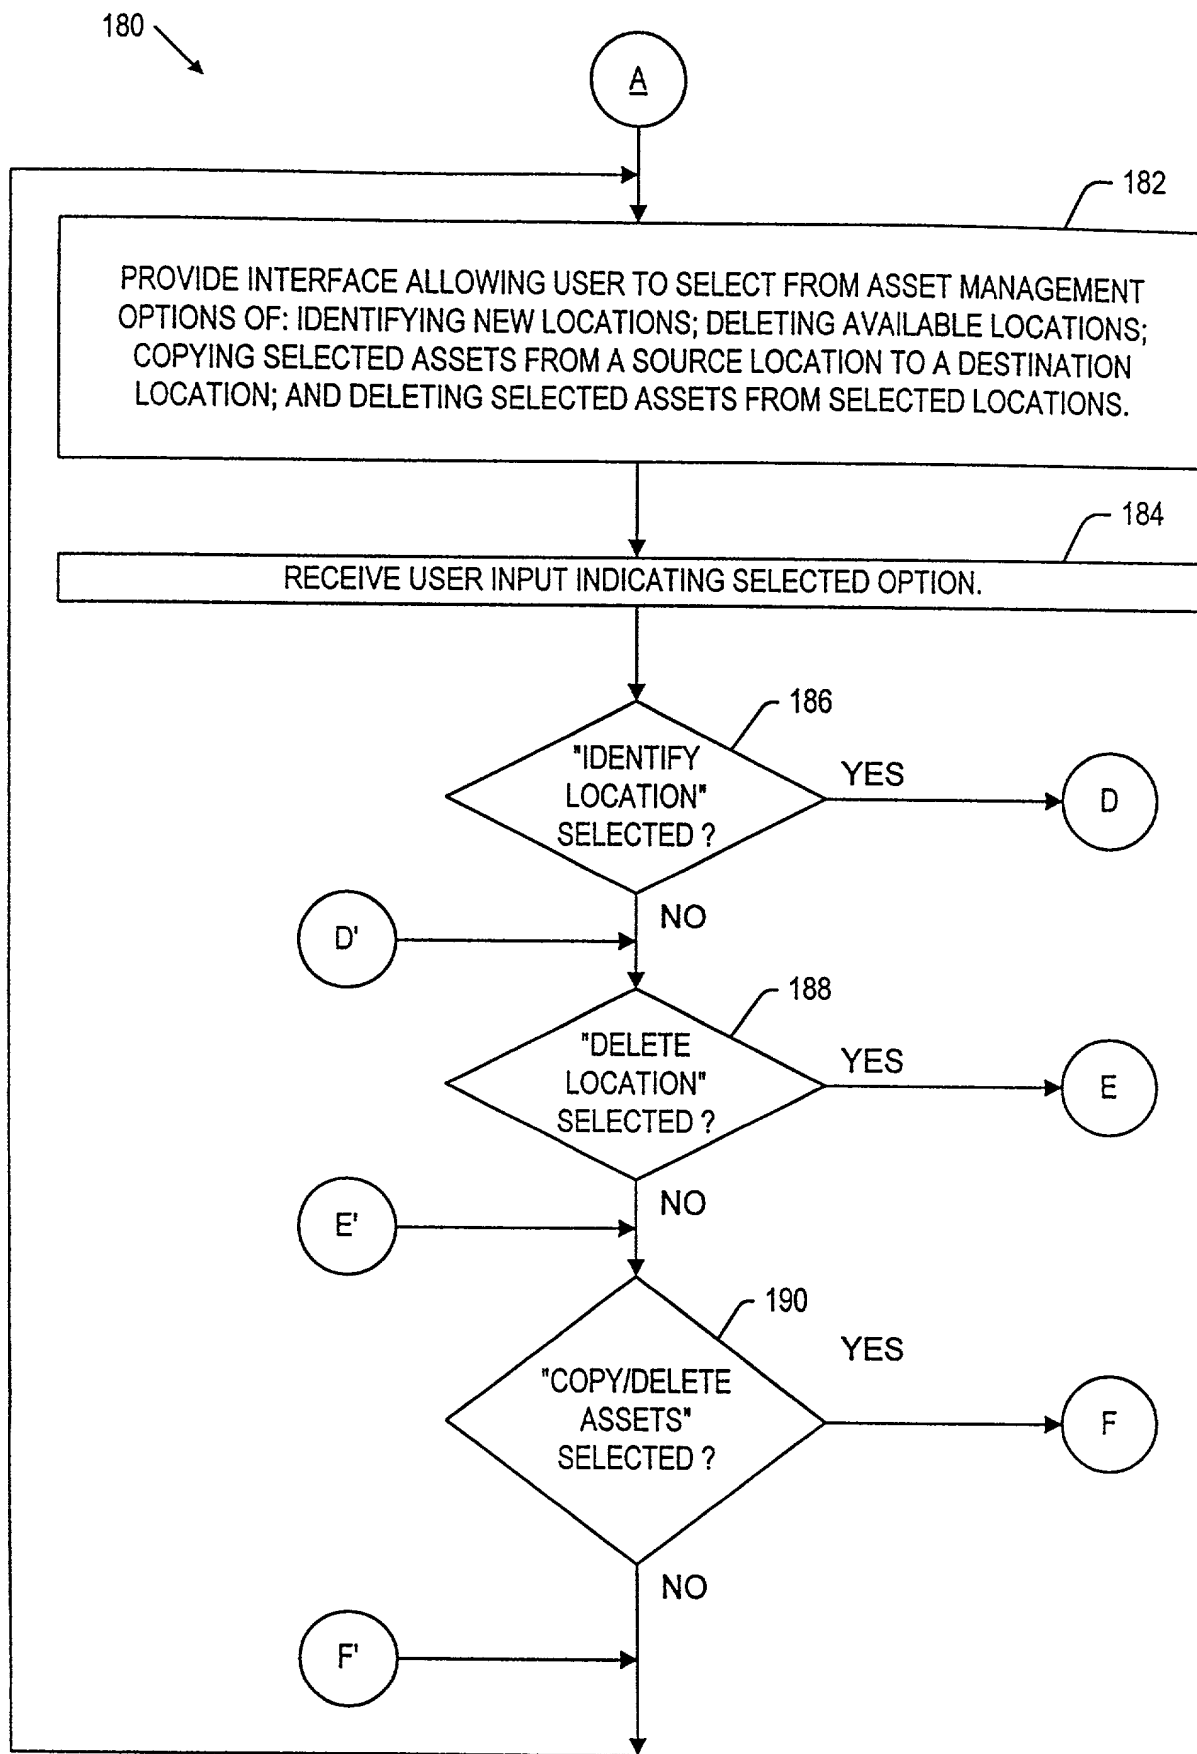 180
A
182
PROVIDE INTERFACE ALLOWING USER TO SELECT FROM ASSET MANAGEMENT
OPTIONS OF: IDENTIFYING NEW LOCATIONS; DELETING AVAILABLE LOCATIONS;
COPYING SELECTED ASSETS FROM A SOURCE LOCATION TO A DESTINATION
LOCATION; AND DELETING SELECTED ASSETS FROM SELECTED LOCATIONS.
184
RECEIVE USER INPUT INDICATING SELECTED OPTION.
186
"IDENTIFY
LOCATION"
SELECTED ?
YES
D
NO
D'
188
"DELETE
LOCATION"
SELECTED ?
YES
E
NO
E'
190
"COPY/DELETE
ASSETS"
SELECTED ?
YES
F
NO
F'